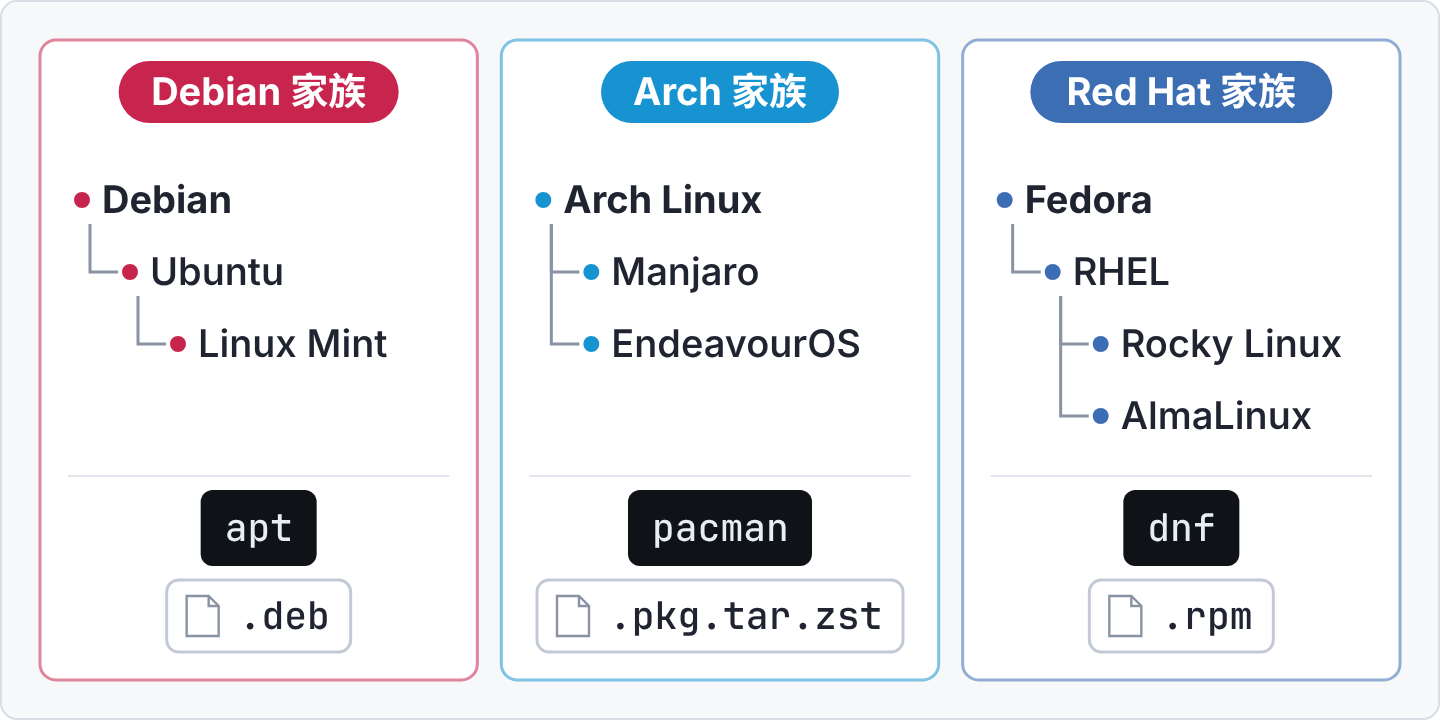 Debian 家族
Debian
Ubuntu
Linux Mint
apt
.deb
Arch 家族
Arch Linux
Manjaro
EndeavourOS
pacman
.pkg.tar.zst
Red Hat 家族
Fedora
RHEL
Rocky Linux
AlmaLinux
dnf
.rpm